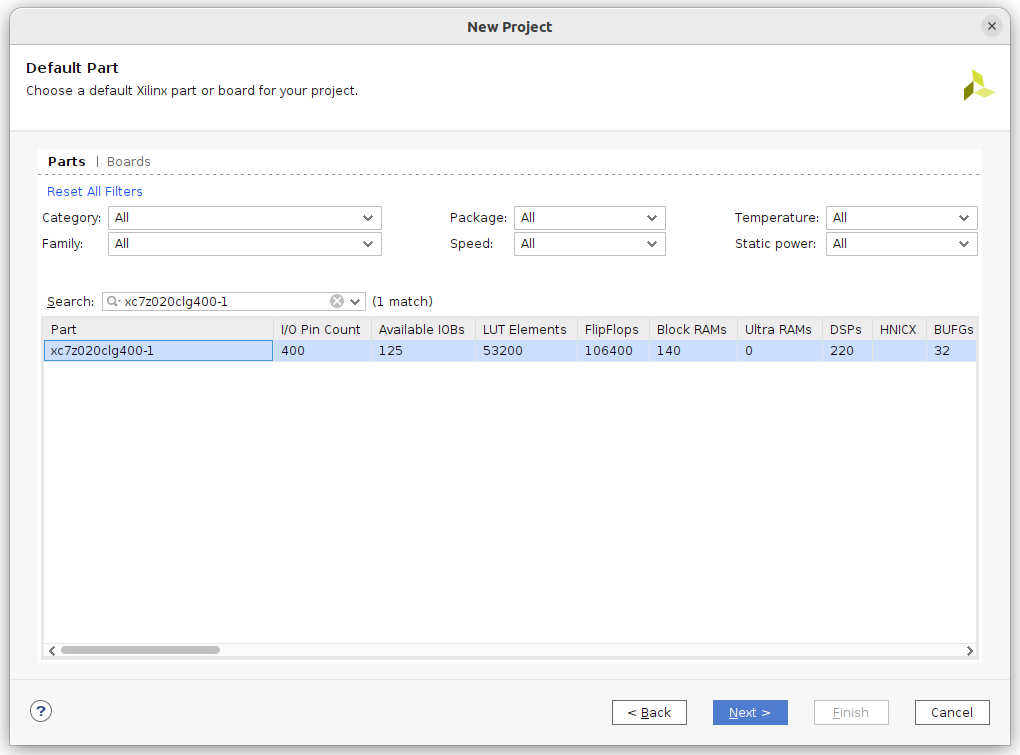 New Project
Default Part
Choose a default Xilinx part or board for your project.
Parts | Boards
Reset All Filters
Category: All Package: All Temperature: All
Family: All Speed: All Static power: All
Search: xc7z020clg400-1 (1 match)
Part I/O Pin Count Available IOBs LUT Elements FlipFlops Block RAMs Ultra RAMs DSPs HNICX BUFGs
xc7z020clg400-1 400 125 53200 106400 140 0 220 32
? < Back Next > Finish Cancel